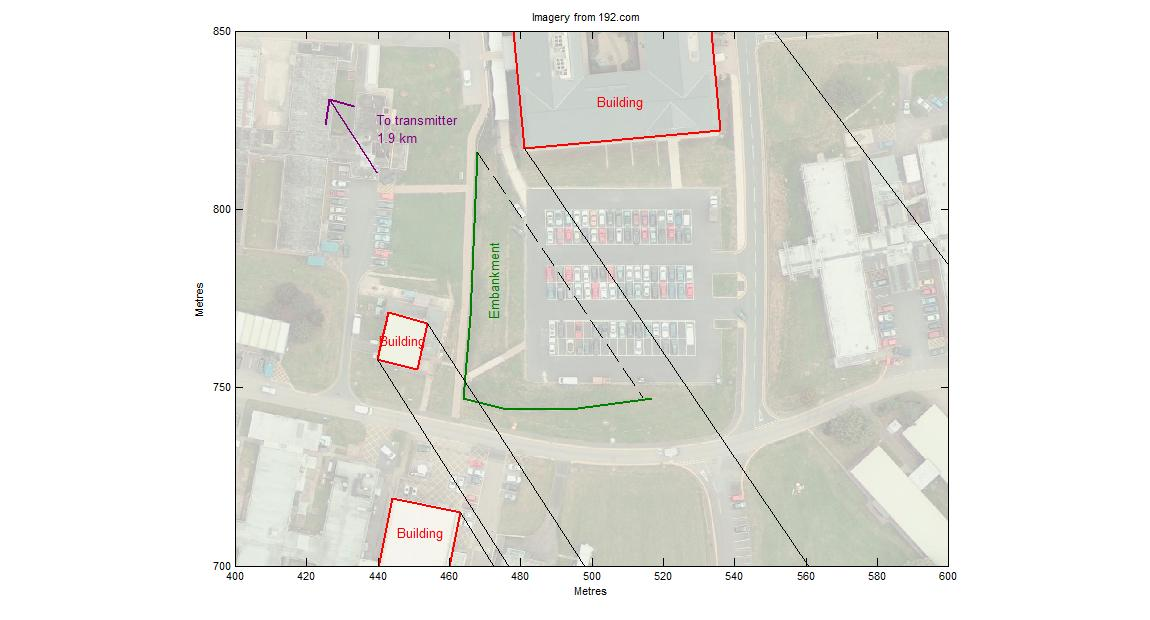 Imagery from 192.com
850
Building
To transmitter
1.9 km
800
Embankment
Metres
Building
750
Building
700
400
420
440
460
480
500
520
540
560
580
600
Metres